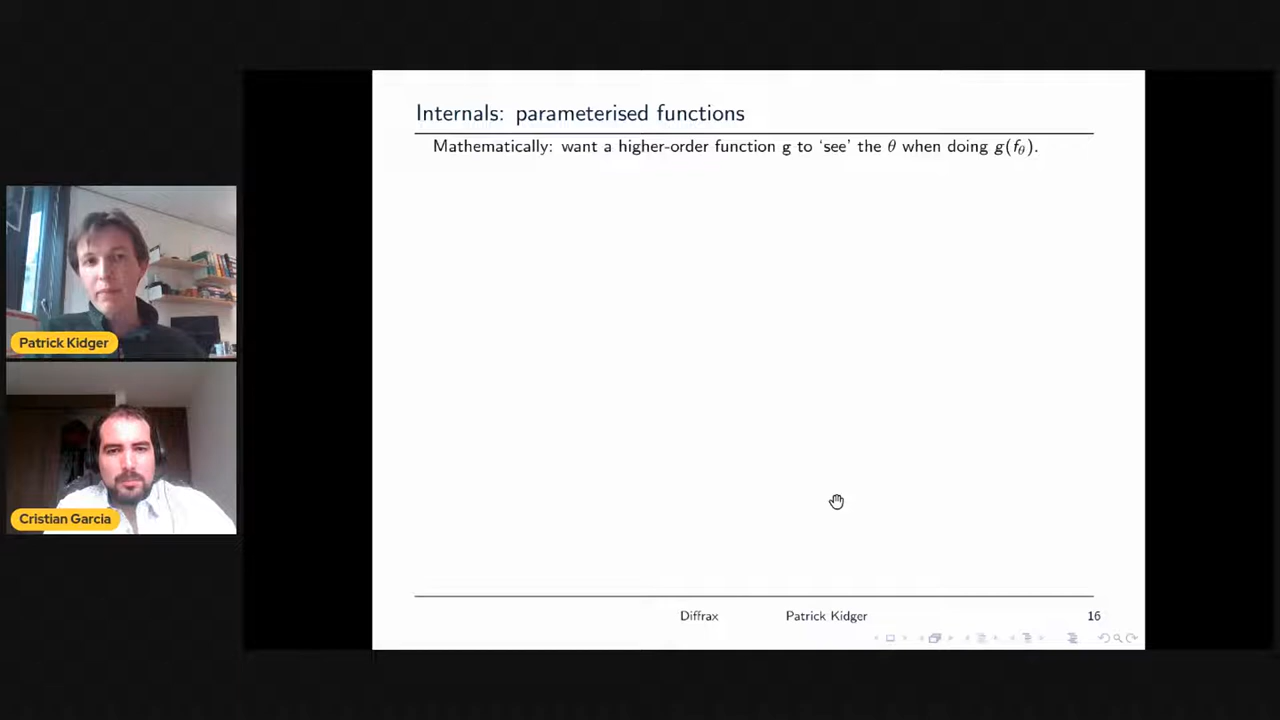 Internals: parameterised functions
Mathematically: want a higher-order function g to ‘see’ the θ when doing g(f_θ).
Patrick Kidger
Cristian Garcia
Diffrax Patrick Kidger 16